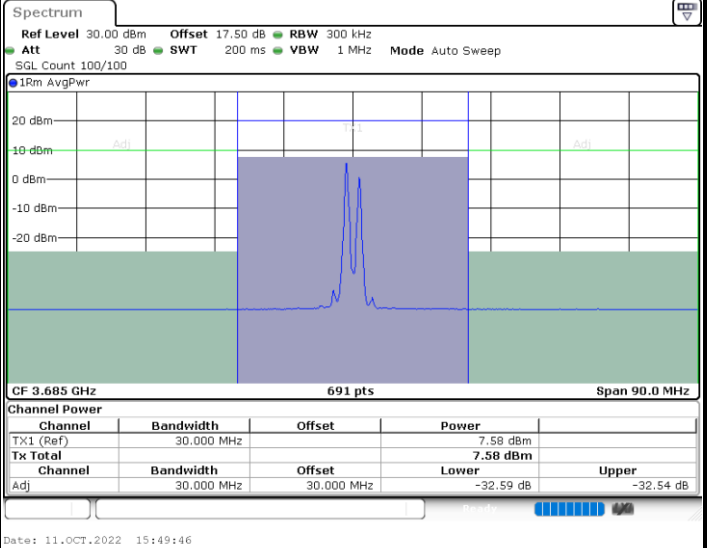 Spectrum
Ref Level 30.00 dBm Offset 17.50 dB RBW 300 kHz
Att 30 dB SWT 200 ms VBW 1 MHz Mode Auto Sweep
SGL Count 100/100
1Rm AvgPwr
20 dBm
TX1
Adj Adj
10 dBm
0 dBm
-10 dBm
-20 dBm
CF 3.685 GHz 691 pts Span 90.0 MHz
Channel Power
Channel Bandwidth Offset Power
TX1 (Ref) 30.000 MHz 7.58 dBm
Tx Total 7.58 dBm
Channel Bandwidth Offset Lower Upper
Adj 30.000 MHz 30.000 MHz -32.59 dB -32.54 dB
Ready
Date: 11.OCT.2022 15:49:46